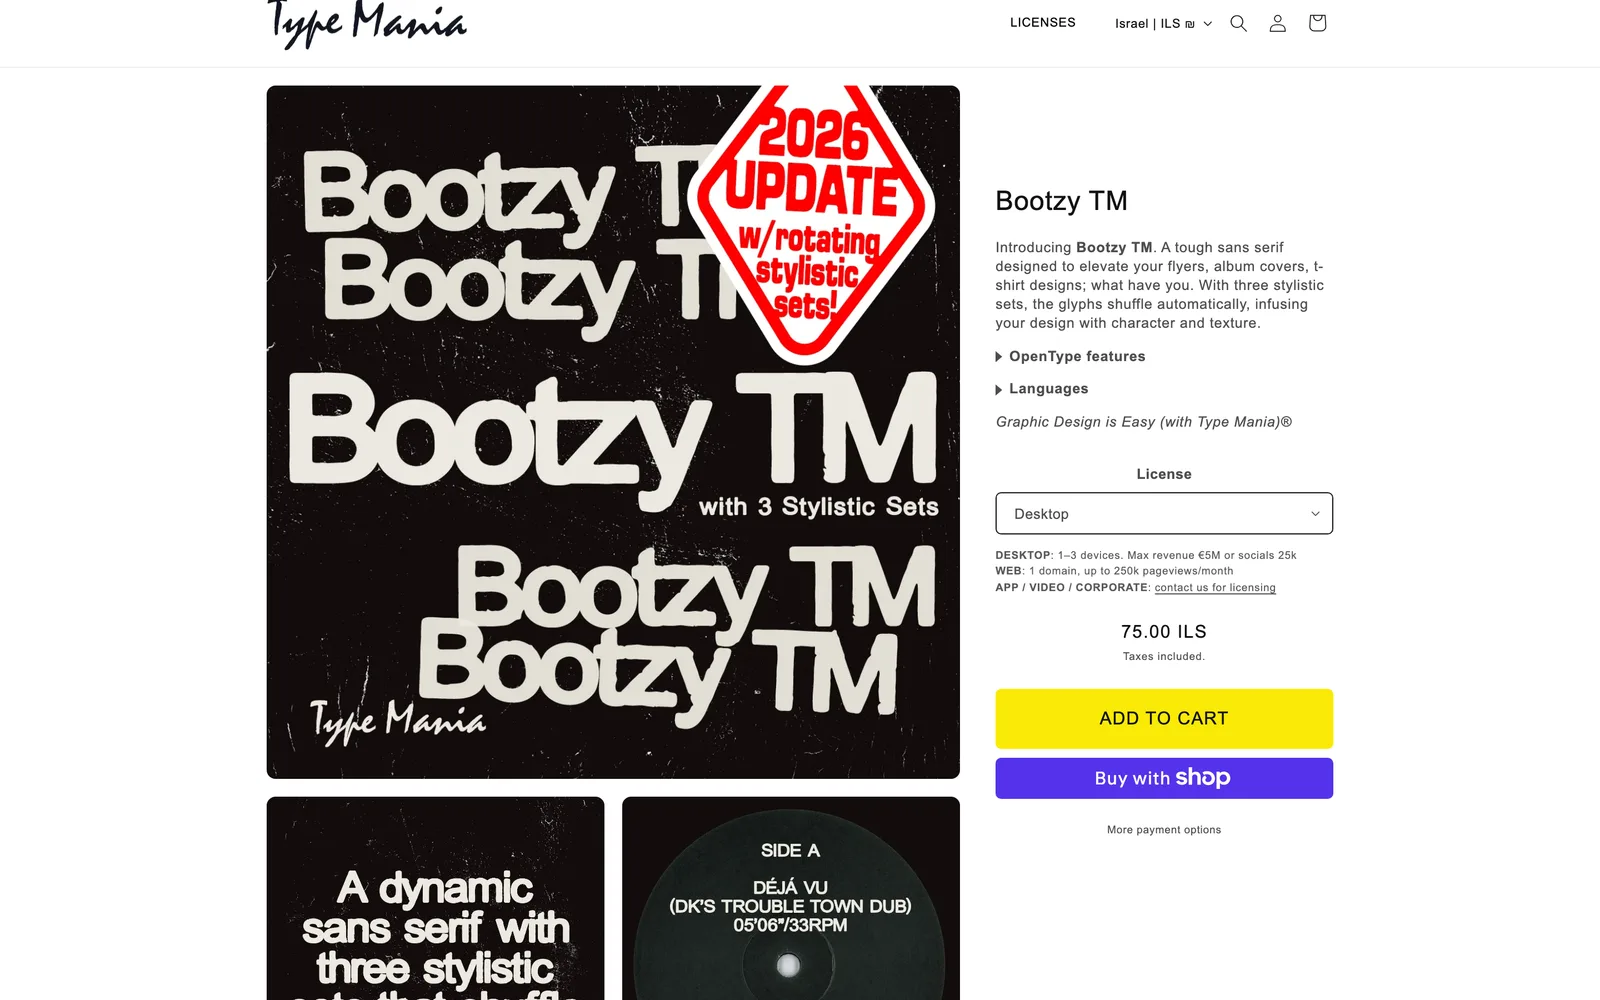 Type Mania
LICENSES
Israel | ILS ₪
Bootzy T
Bootzy T
2026
UPDATE
w/rotating
stylistic
sets!
Bootzy TM
with 3 Stylistic Sets
Bootzy TM
Bootzy TM
Type Mania
Bootzy TM
Introducing Bootzy TM. A tough sans serif
designed to elevate your flyers, album covers, t-
shirt designs; what have you. With three stylistic
sets, the glyphs shuffle automatically, infusing
your design with character and texture.
OpenType features
Languages
Graphic Design is Easy (with Type Mania)®
License
Desktop
DESKTOP: 1–3 devices. Max revenue €5M or socials 25k
WEB: 1 domain, up to 250k pageviews/month
APP / VIDEO / CORPORATE: contact us for licensing
75.00 ILS
Taxes included.
ADD TO CART
Buy with shop
More payment options
A dynamic
sans serif with
three stylistic
sets that shuffle
SIDE A
DÉJÁ VU
(DK'S TROUBLE TOWN DUB)
05'06"/33RPM